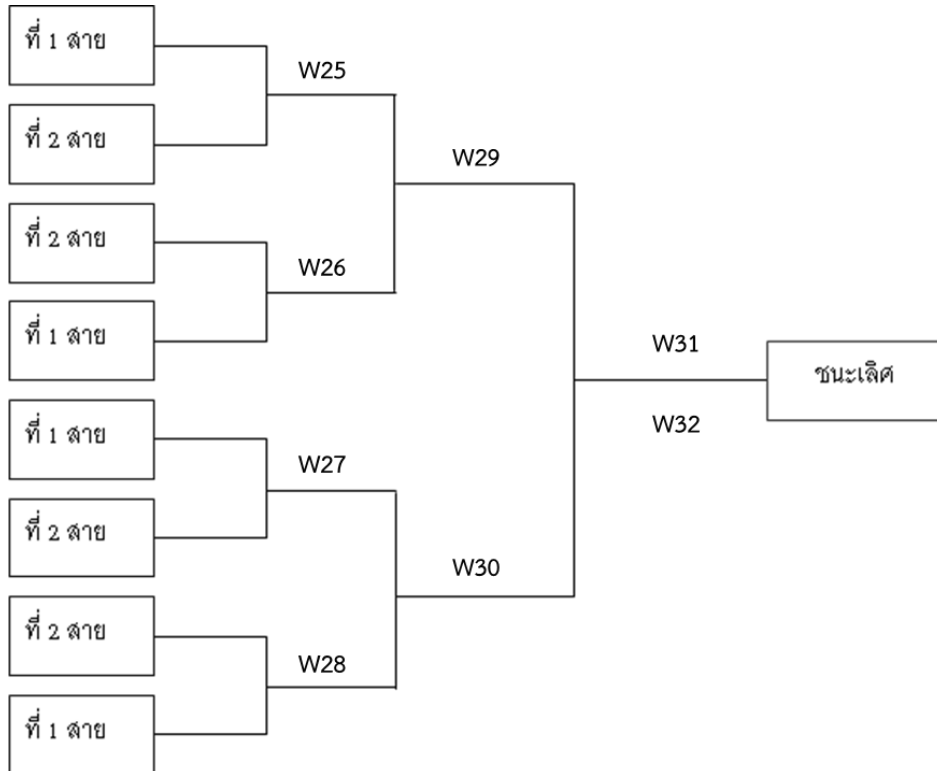 ที่ 1 สาย
W25
ที่ 2 สาย
W29
ที่ 2 สาย
W26
ที่ 1 สาย
W31
ชนะเลิศ
W32
ที่ 1 สาย
W27
ที่ 2 สาย
W30
ที่ 2 สาย
W28
ที่ 1 สาย